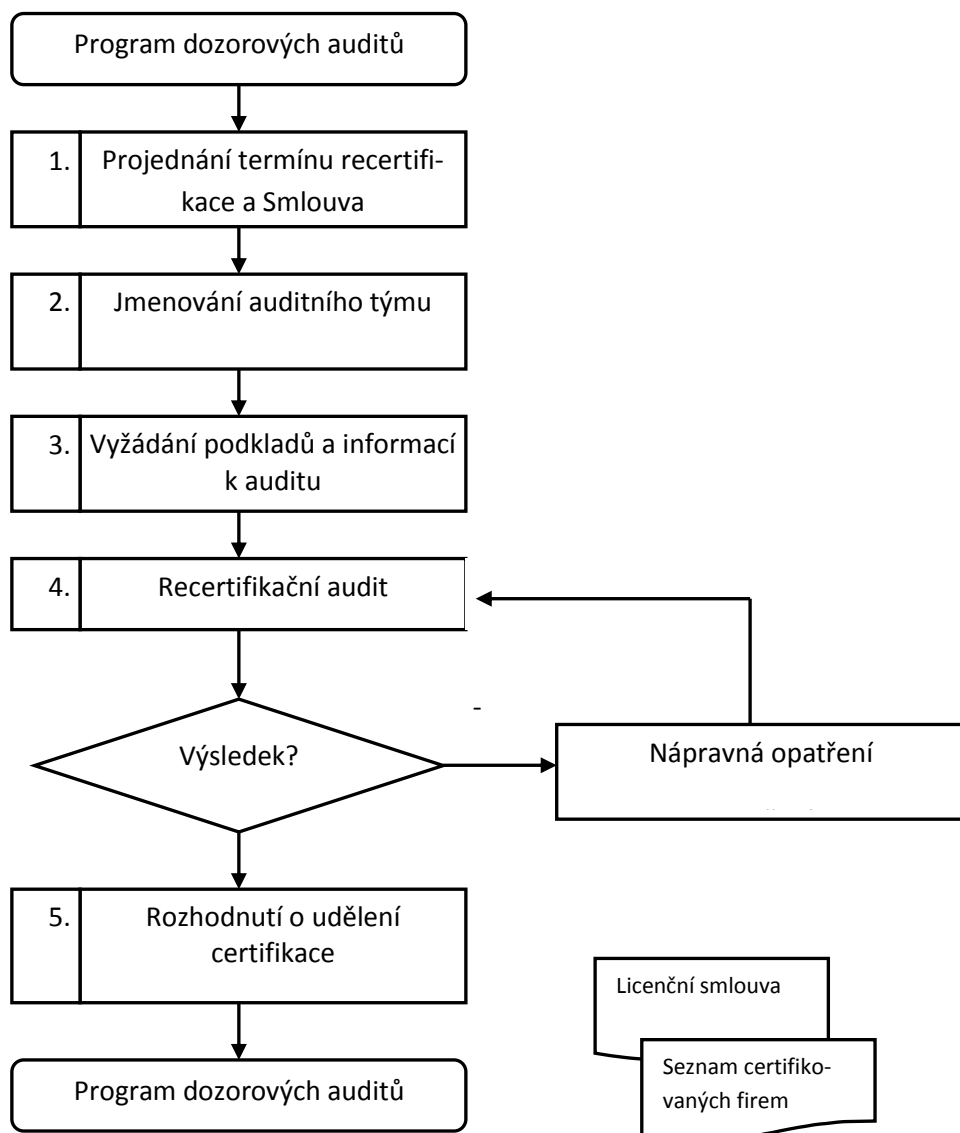 Program dozorových auditů
1. Projednání termínu recertifi-
kace a Smlouva
2. Jmenování auditního týmu
3. Vyžádání podkladů a informací
k auditu
4. Recertifikační audit
-
Výsledek?
Nápravná opatření
5. Rozhodnutí o udělení
certifikace
Licenční smlouva
Seznam certifiko-
vaných firem
Program dozorových auditů